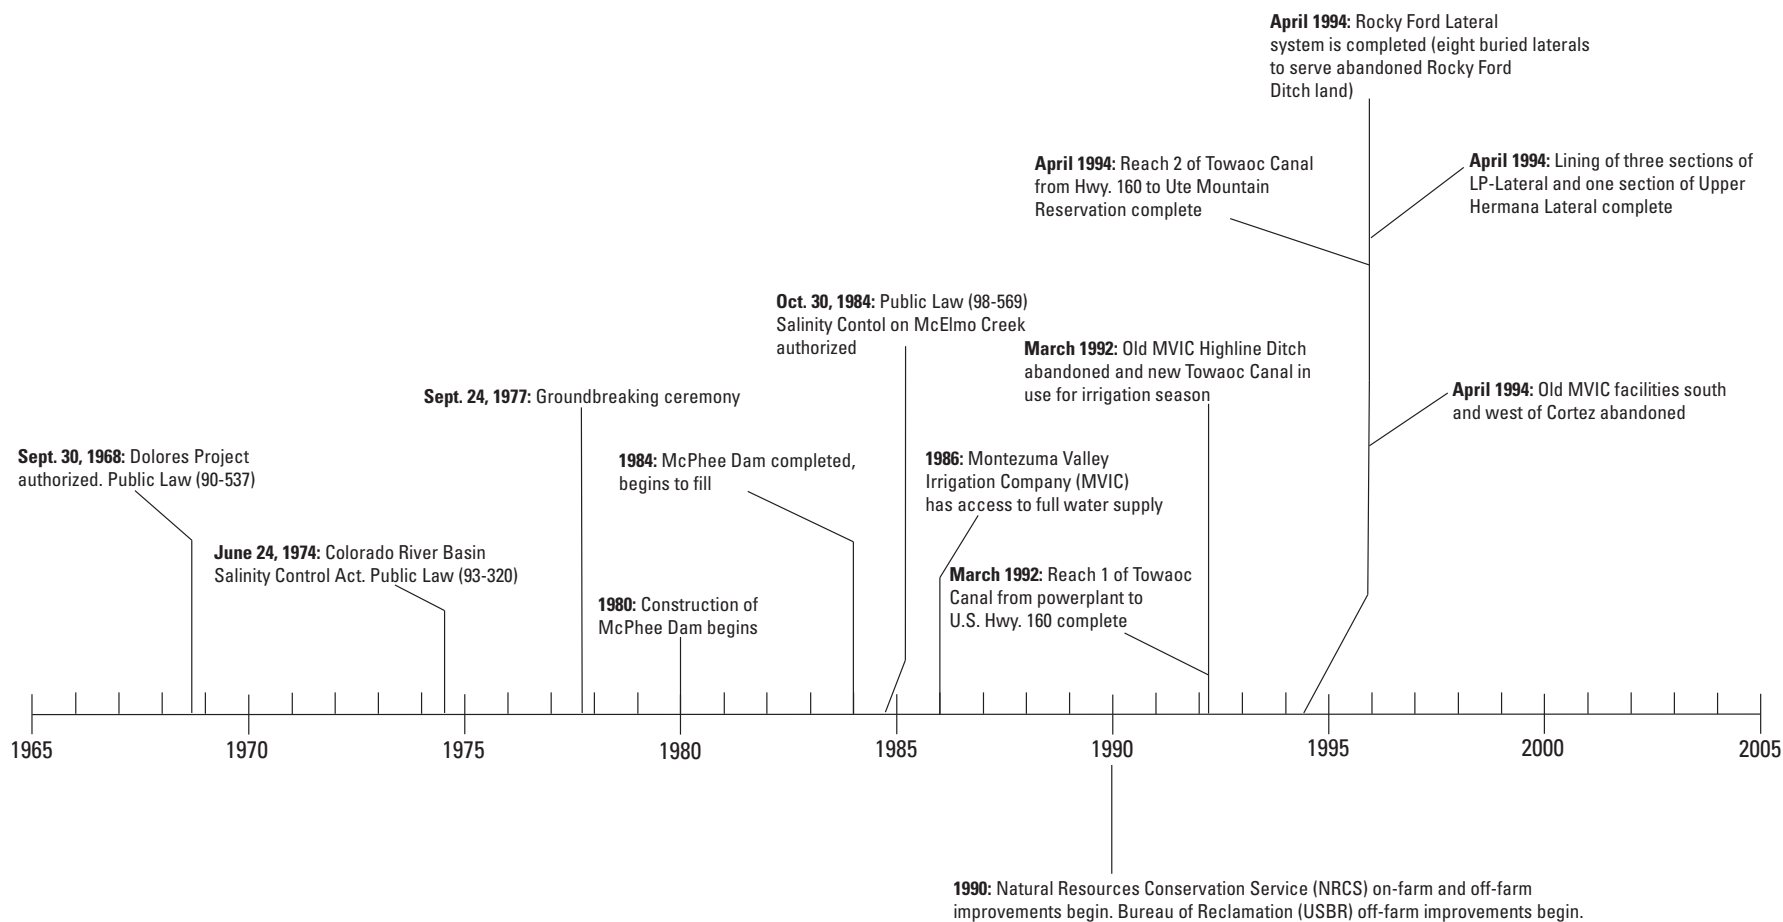 April 1994: Rocky Ford Lateral
system is completed (eight buried laterals
to serve abandoned Rocky Ford
Ditch land)
April 1994: Reach 2 of Towaoc Canal
from Hwy. 160 to Ute Mountain
Reservation complete
April 1994: Lining of three sections of
LP-Lateral and one section of Upper
Hermana Lateral complete
Oct. 30, 1984: Public Law (98-569)
Salinity Contol on McElmo Creek
authorized
March 1992: Old MVIC Highline Ditch
abandoned and new Towaoc Canal in
use for irrigation season
Sept. 24, 1977: Groundbreaking ceremony
April 1994: Old MVIC facilities south
and west of Cortez abandoned
Sept. 30, 1968: Dolores Project
authorized. Public Law (90-537)
1984: McPhee Dam completed,
begins to fill
1986: Montezuma Valley
Irrigation Company (MVIC)
has access to full water supply
June 24, 1974: Colorado River Basin
Salinity Control Act. Public Law (93-320)
1980: Construction of
McPhee Dam begins
March 1992: Reach 1 of Towaoc
Canal from powerplant to
U.S. Hwy. 160 complete
1965 1970 1975 1980 1985 1990 1995 2000 2005
1990: Natural Resources Conservation Service (NRCS) on-farm and off-farm
improvements begin. Bureau of Reclamation (USBR) off-farm improvements begin.